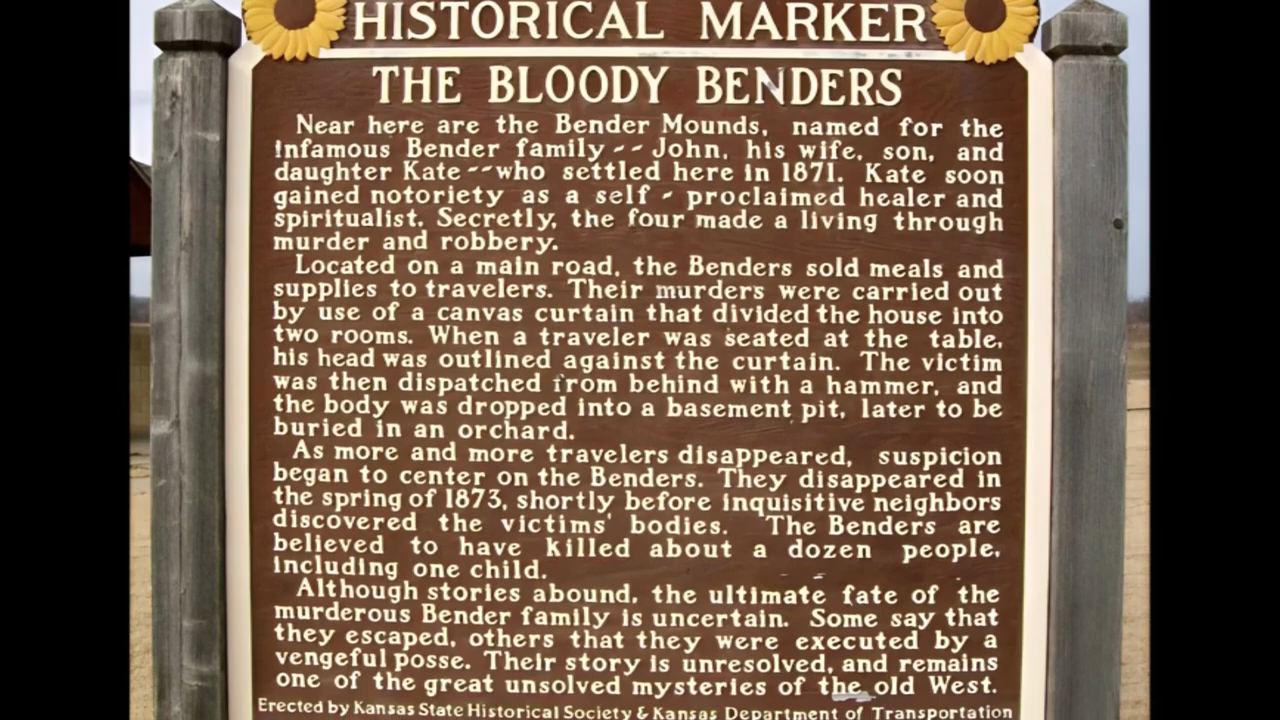 HISTORICAL MARKER
THE BLOODY BENDERS
Near here are the Bender Mounds, named for the
infamous Bender family -- John, his wife, son, and
daughter Kate -- who settled here in 1871. Kate soon
gained notoriety as a self - proclaimed healer and
spiritualist. Secretly, the four made a living through
murder and robbery.
Located on a main road, the Benders sold meals and
supplies to travelers. Their murders were carried out
by use of a canvas curtain that divided the house into
two rooms. When a traveler was seated at the table,
his head was outlined against the curtain. The victim
was then dispatched from behind with a hammer, and
the body was dropped into a basement pit, later to be
buried in an orchard.
As more and more travelers disappeared, suspicion
began to center on the Benders. They disappeared in
the spring of 1873, shortly before inquisitive neighbors
discovered the victims' bodies. The Benders are
believed to have killed about a dozen people,
including one child.
Although stories abound, the ultimate fate of the
murderous Bender family is uncertain. Some say that
they escaped, others that they were executed by a
vengeful posse. Their story is unresolved, and remains
one of the great unsolved mysteries of the old West.
Erected by Kansas State Historical Society & Kansas Department of Transportation